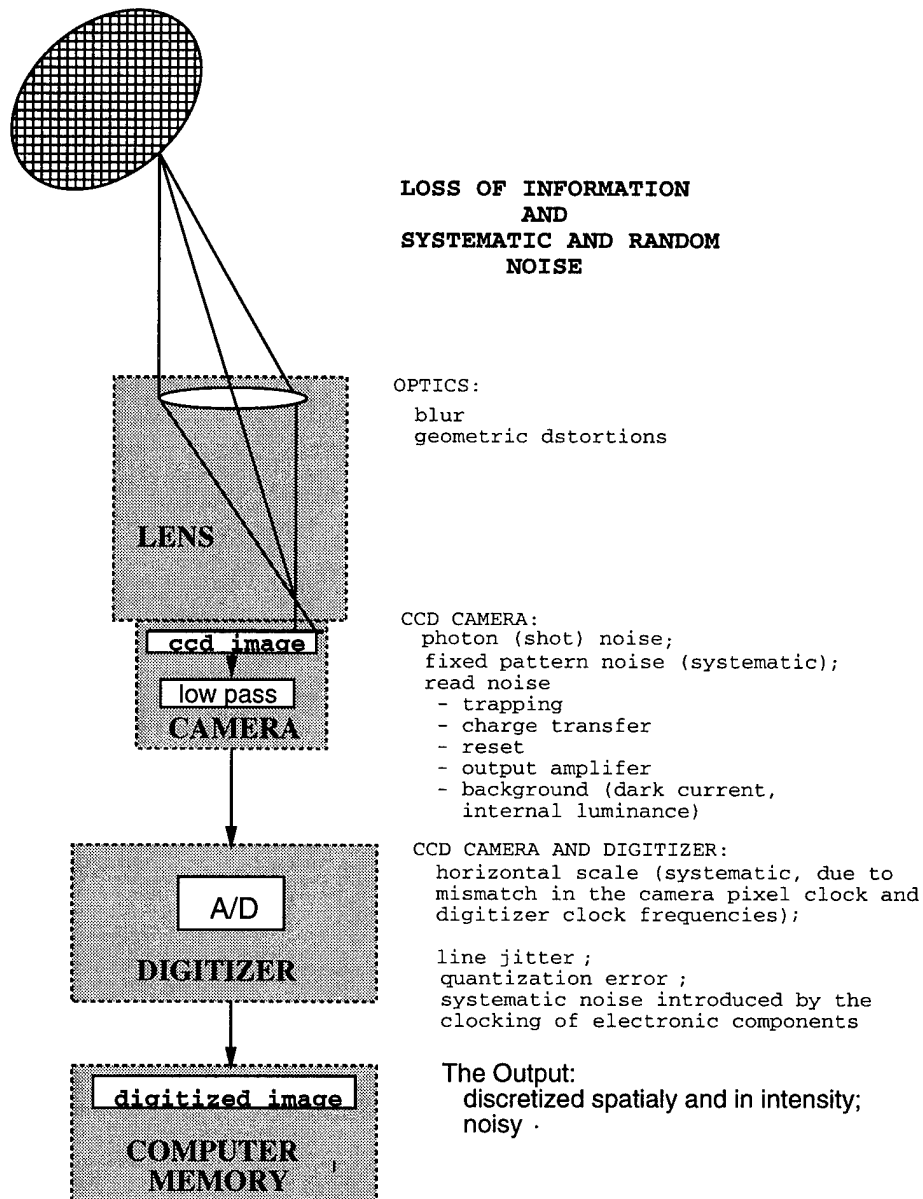 LOSS OF INFORMATION
AND
SYSTEMATIC AND RANDOM
NOISE
OPTICS:
blur
geometric dstortions
LENS
CCD CAMERA:
photon (shot) noise;
fixed pattern noise (systematic);
read noise
- trapping
- charge transfer
- reset
- output amplifer
- background (dark current,
internal luminance)
ccd image
low pass
CAMERA
CCD CAMERA AND DIGITIZER:
horizontal scale (systematic, due to
mismatch in the camera pixel clock and
digitizer clock frequencies);
line jitter ;
quantization error ;
systematic noise introduced by the
clocking of electronic components
A/D
DIGITIZER
The Output:
discretized spatialy and in intensity;
noisy .
digitized image
COMPUTER
MEMORY